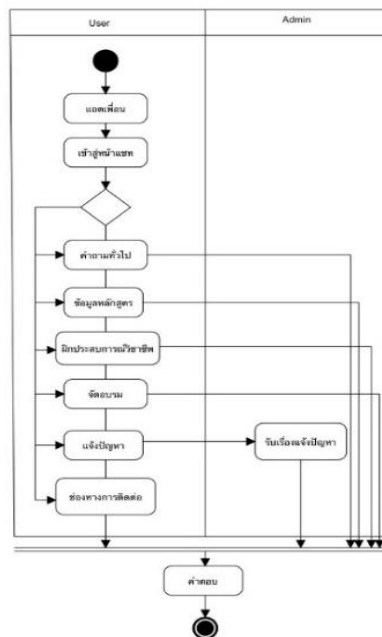 User
Admin
แอดเพื่อน
เข้าสู่หน้าแชท
คำถามทั่วไป
ข้อมูลหลักสูตร
ฝึกประสบการณ์วิชาชีพ
จัดอบรม
แจ้งปัญหา
รับเรื่องแจ้งปัญหา
ช่องทางการติดต่อ
คำตอบ